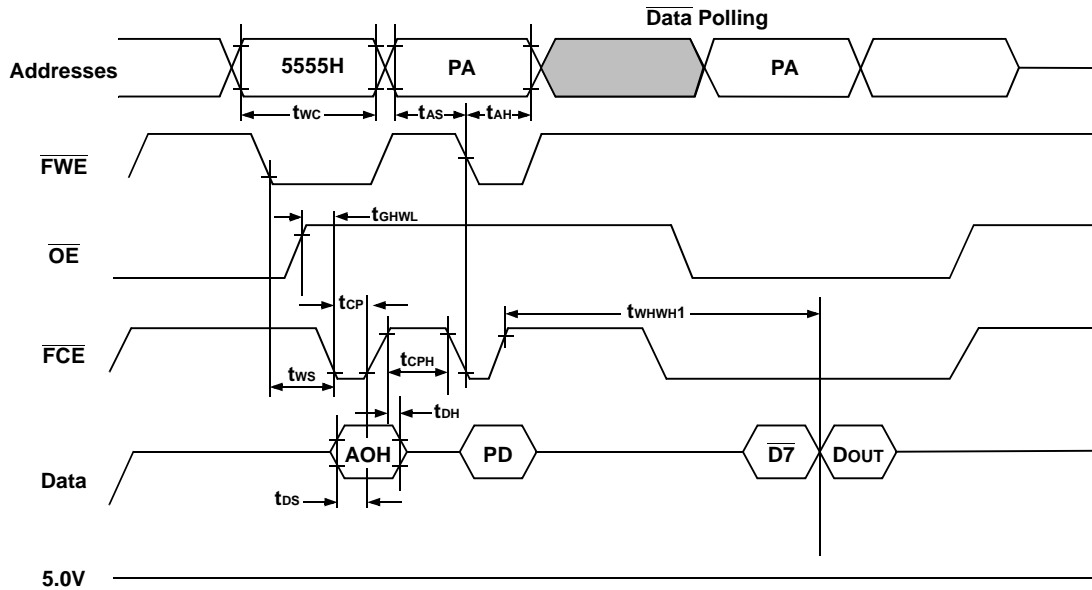 Data Polling
Addresses
5555H
PA
PA
tWC
tAS
tAH
FWE
tGHWL
OE
tCP
tWHWH1
FCE
tCPH
tWS
tDH
AOH
PD
D7
DOUT
Data
tDS
5.0V